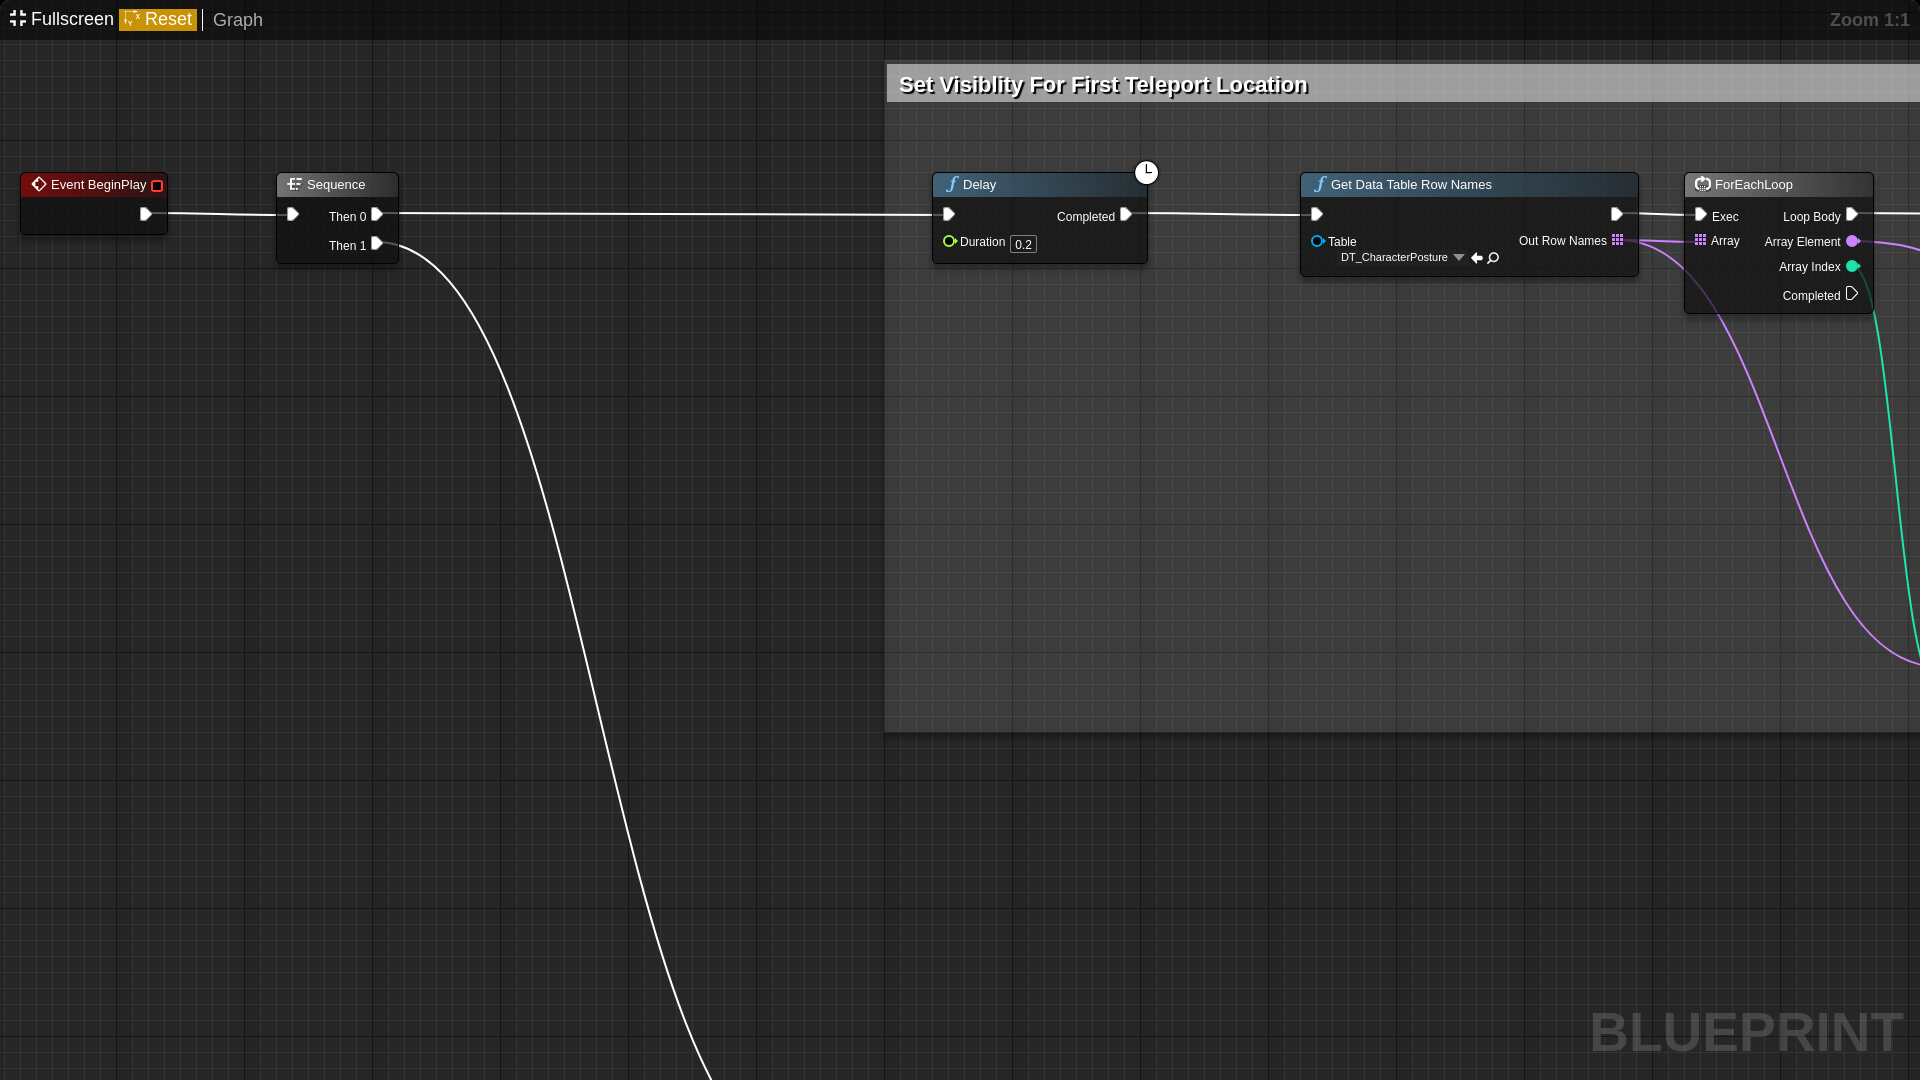 Fullscreen Reset Graph Zoom 1:1
Set Visiblity For First Teleport Location
Event BeginPlay
Sequence
Then 0
Then 1
Delay
Completed
Duration 0.2
Get Data Table Row Names
Table
DT_CharacterPosture
Out Row Names
ForEachLoop
Exec Loop Body
Array Array Element
Array Index
Completed
BLUEPRINT